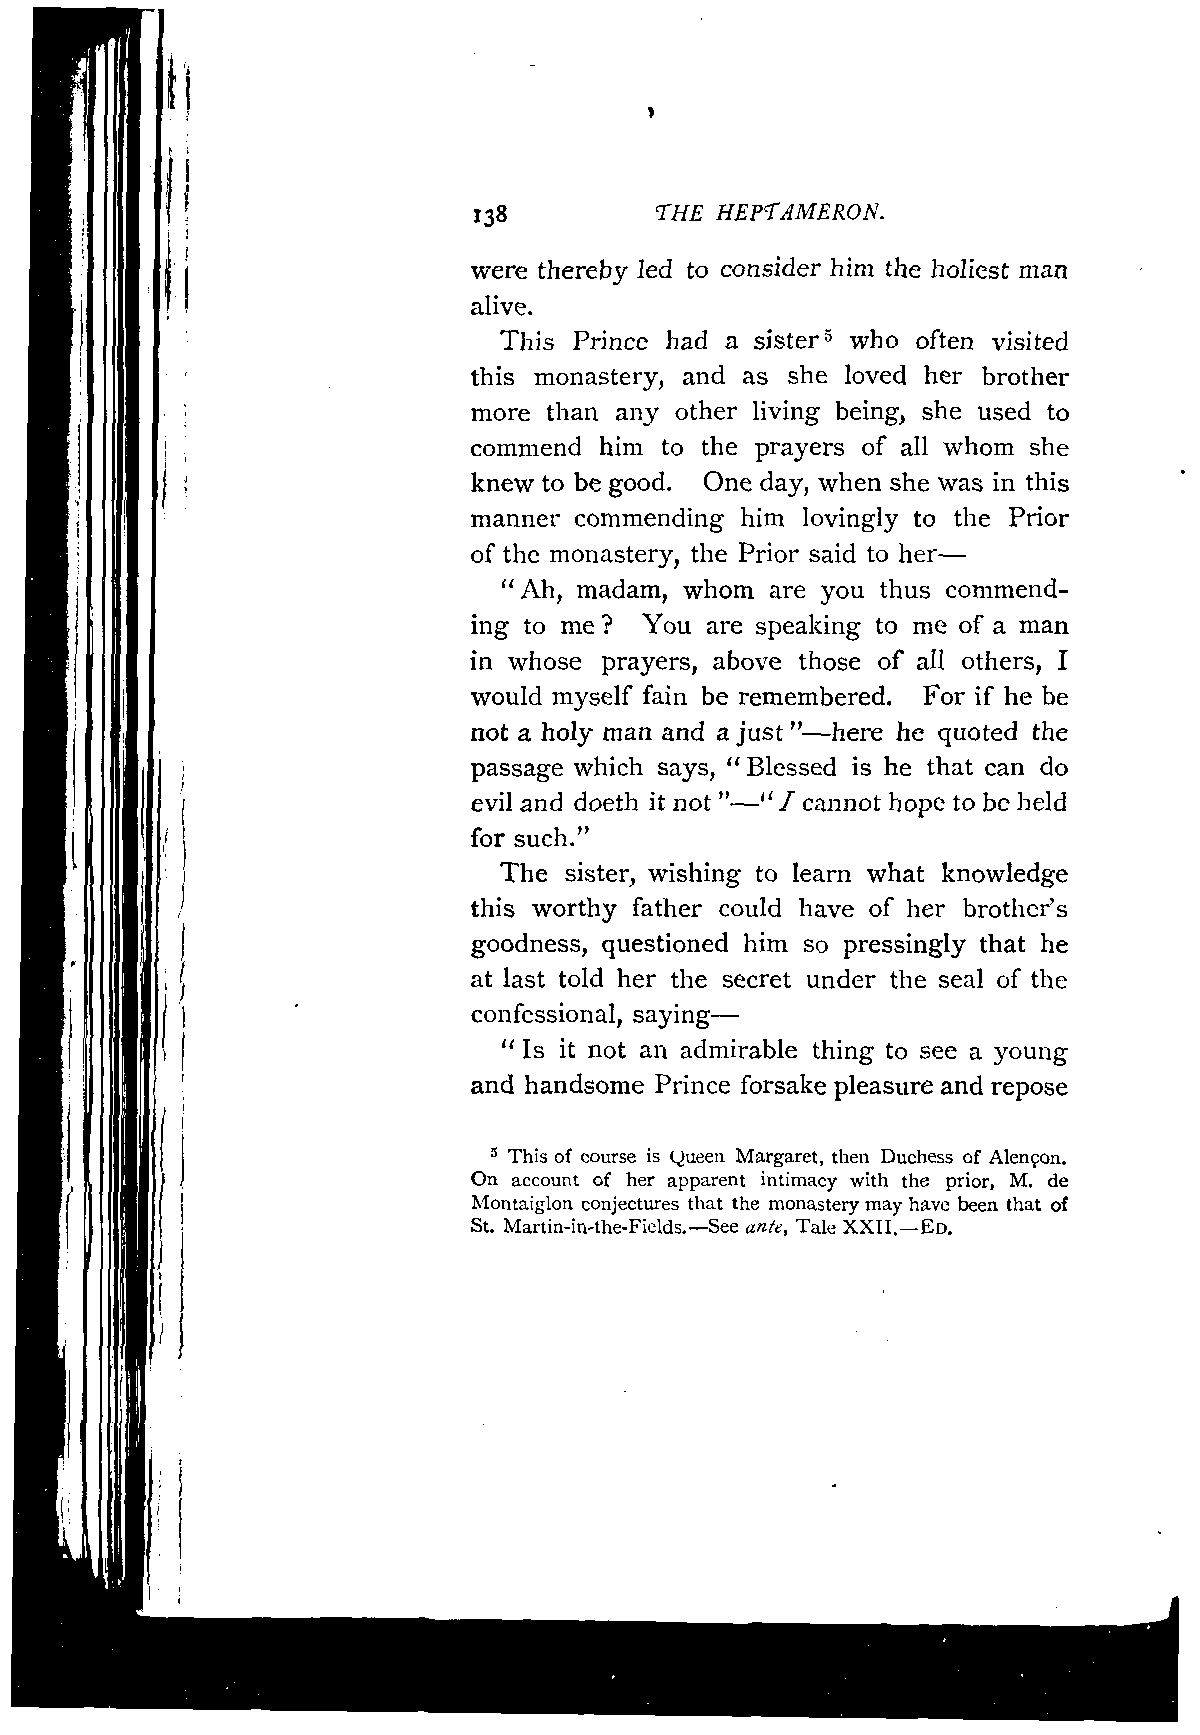 138 THE HEPTAMERON.
were thereby led to consider him the holiest man
alive.
This Prince had a sister⁵ who often visited
this monastery, and as she loved her brother
more than any other living being, she used to
commend him to the prayers of all whom she
knew to be good. One day, when she was in this
manner commending him lovingly to the Prior
of the monastery, the Prior said to her—
"Ah, madam, whom are you thus commend-
ing to me? You are speaking to me of a man
in whose prayers, above those of all others, I
would myself fain be remembered. For if he be
not a holy man and a just"—here he quoted the
passage which says, "Blessed is he that can do
evil and doeth it not"—"I cannot hope to be held
for such."
The sister, wishing to learn what knowledge
this worthy father could have of her brother's
goodness, questioned him so pressingly that he
at last told her the secret under the seal of the
confessional, saying—
"Is it not an admirable thing to see a young
and handsome Prince forsake pleasure and repose
⁵ This of course is Queen Margaret, then Duchess of Alençon.
On account of her apparent intimacy with the prior, M. de
Montaiglon conjectures that the monastery may have been that of
St. Martin-in-the-Fields.—See ante, Tale XXII.—ED.